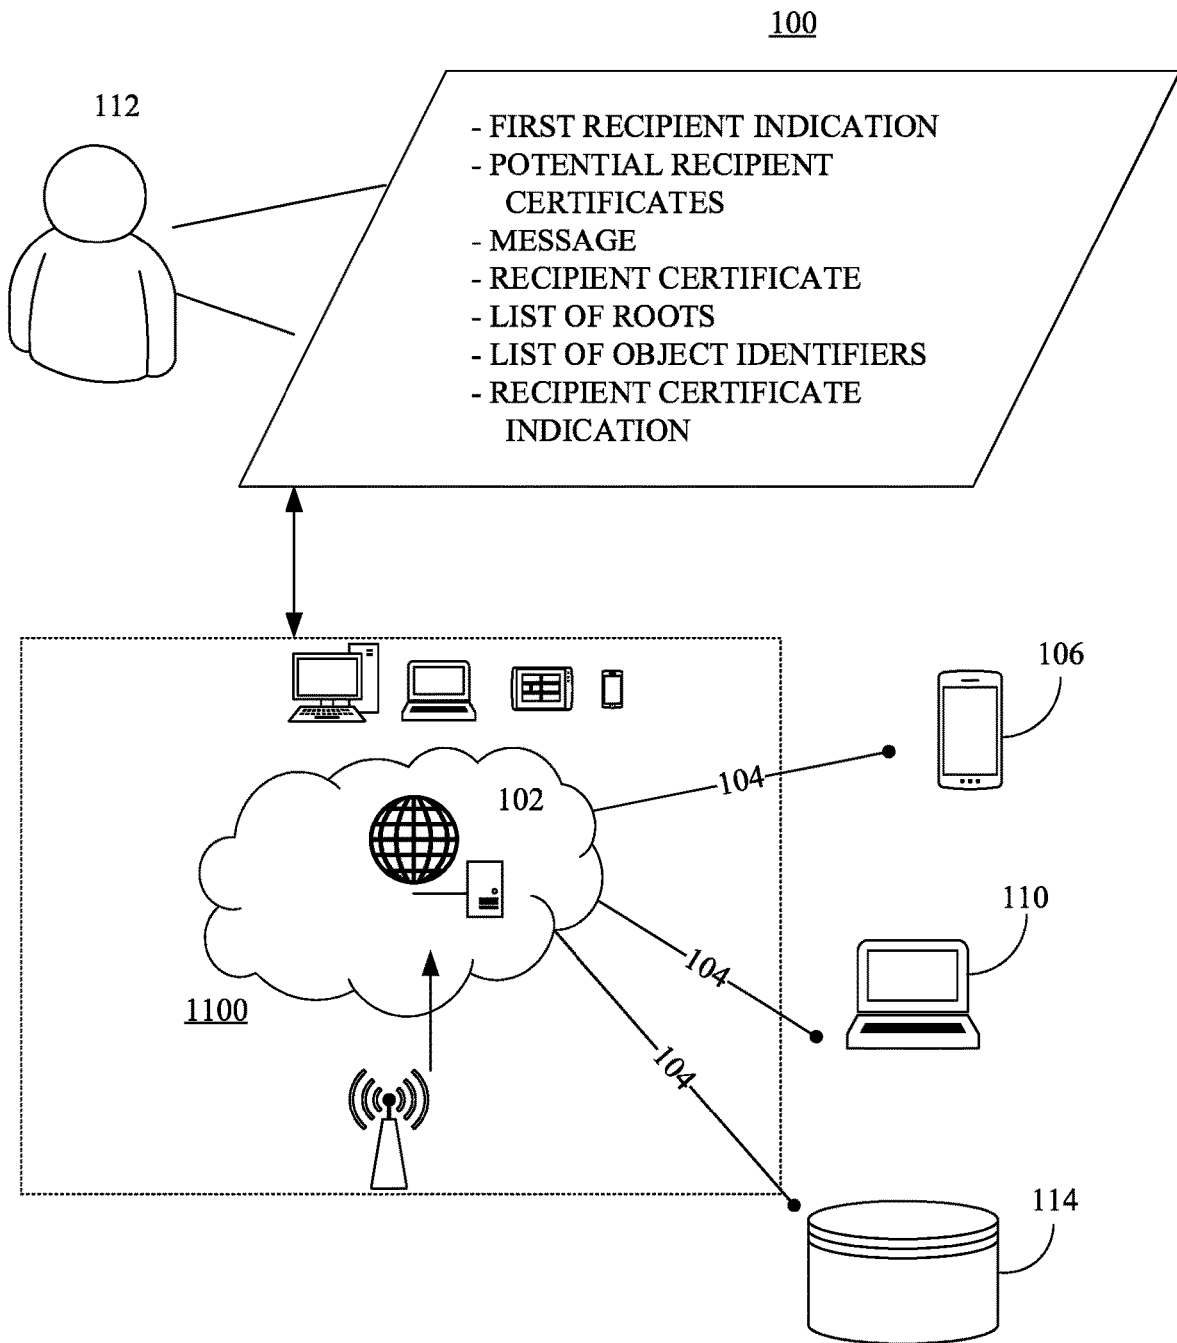 100
112
- FIRST RECIPIENT INDICATION
- POTENTIAL RECIPIENT
CERTIFICATES
- MESSAGE
- RECIPIENT CERTIFICATE
- LIST OF ROOTS
- LIST OF OBJECT IDENTIFIERS
- RECIPIENT CERTIFICATE
INDICATION
106
104
102
110
104
1100
104
114